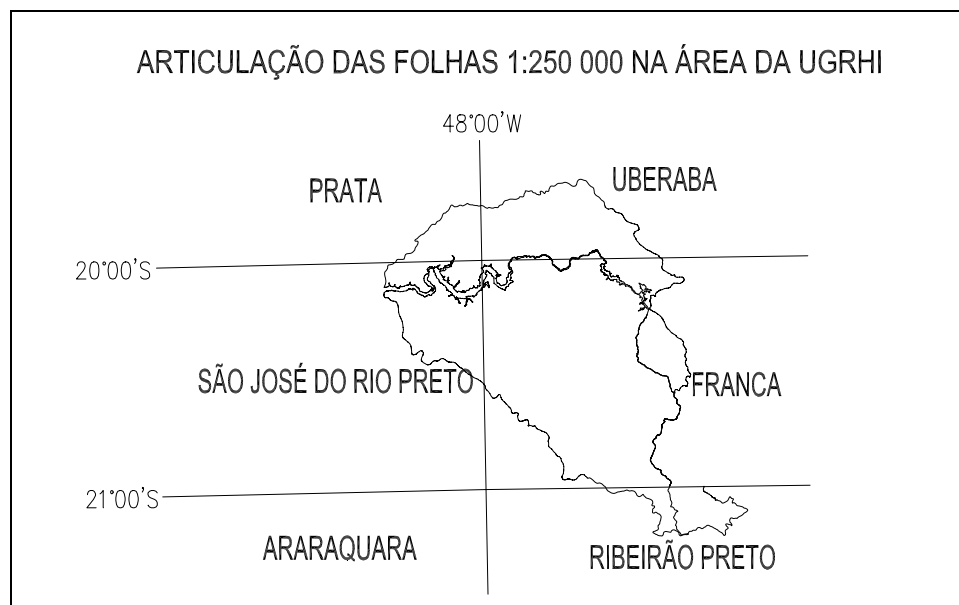 ARTICULAÇÃO DAS FOLHAS 1:250 000 NA ÁREA DA UGRHI
48°00'W
PRATA
UBERABA
20°00'S
SÃO JOSÉ DO RIO PRETO
FRANCA
21°00'S
ARARAQUARA
RIBEIRÃO PRETO